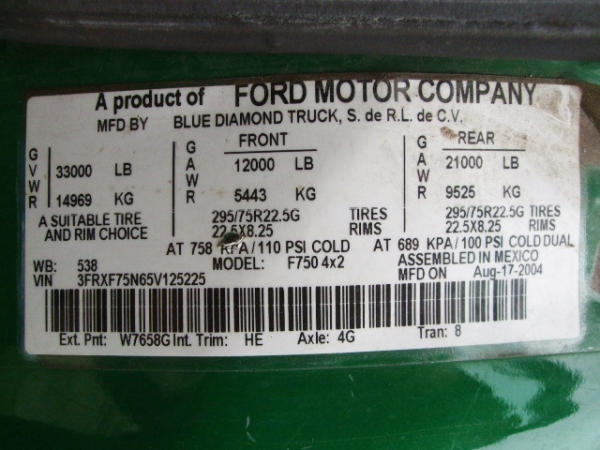 A product of FORD MOTOR COMPANY
MFD BY BLUE DIAMOND TRUCK, S. de R.L. de C.V.
GVWR 33000 LB 14969 KG
FRONT GAWR 12000 LB 5443 KG
REAR GAWR 21000 LB 9525 KG
A SUITABLE TIRE AND RIM CHOICE
295/75R22.5G TIRES 295/75R22.5G TIRES
22.5X8.25 RIMS 22.5X8.25 RIMS
AT 758 KPA/110 PSI COLD AT 689 KPA/100 PSI COLD DUAL
WB: 538 MODEL: F750 4x2 ASSEMBLED IN MEXICO
VIN 3FRXF75N65V125225 MFD ON Aug-17-2004
Ext. Pnt: W7658G Int. Trim: HE Axle: 4G Tran: 8